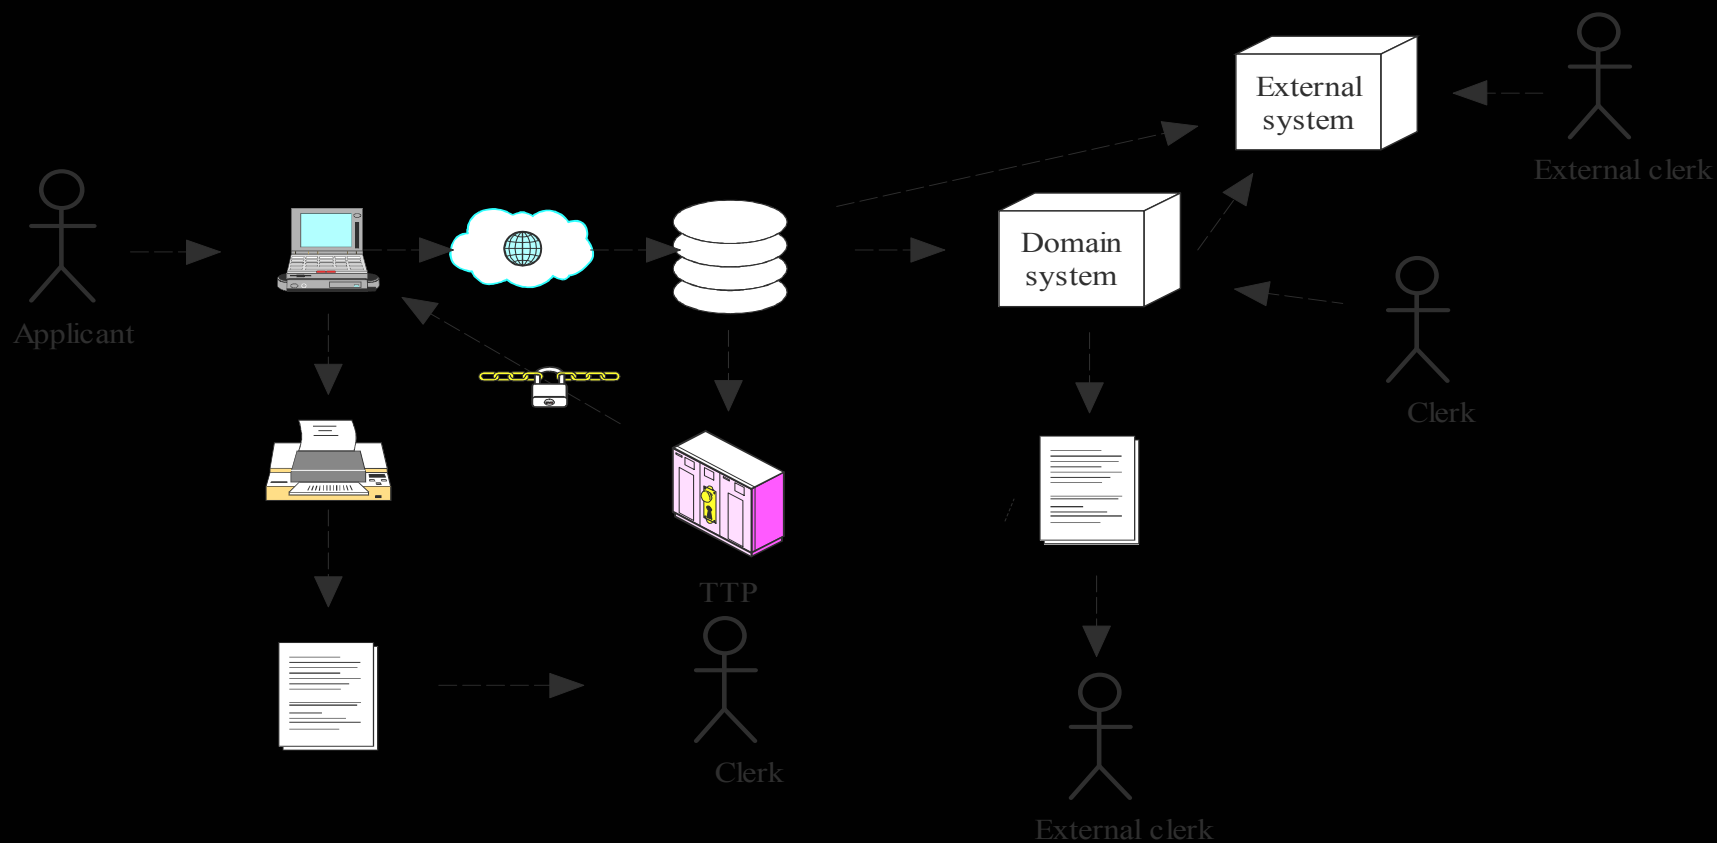 External
system
External clerk
Domain
system
Applicant
Clerk
TTP
Clerk
External clerk